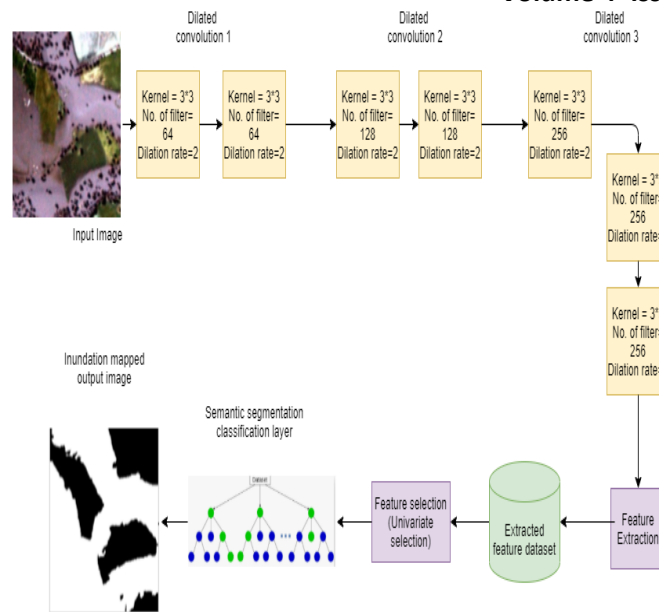 Dilated
convolution 1
Dilated
convolution 2
Dilated
convolution 3
Kernel = 3*3
No. of filter=
64
Dilation rate=2
Kernel = 3*3
No. of filter=
64
Dilation rate=2
Kernel = 3*3
No. of filter=
128
Dilation rate=2
Kernel = 3*3
No. of filter=
128
Dilation rate=2
Kernel = 3*3
No. of filter=
256
Dilation rate=2
Input Image
Kernel = 3*
No. of filter=
256
Dilation rate=
Kernel = 3*
No. of filter=
256
Dilation rate=
Inundation mapped
output image
Semantic segmentation
classification layer
Dataset
Feature selection
(Univariate
selection)
Extracted
feature dataset
Feature
Extraction